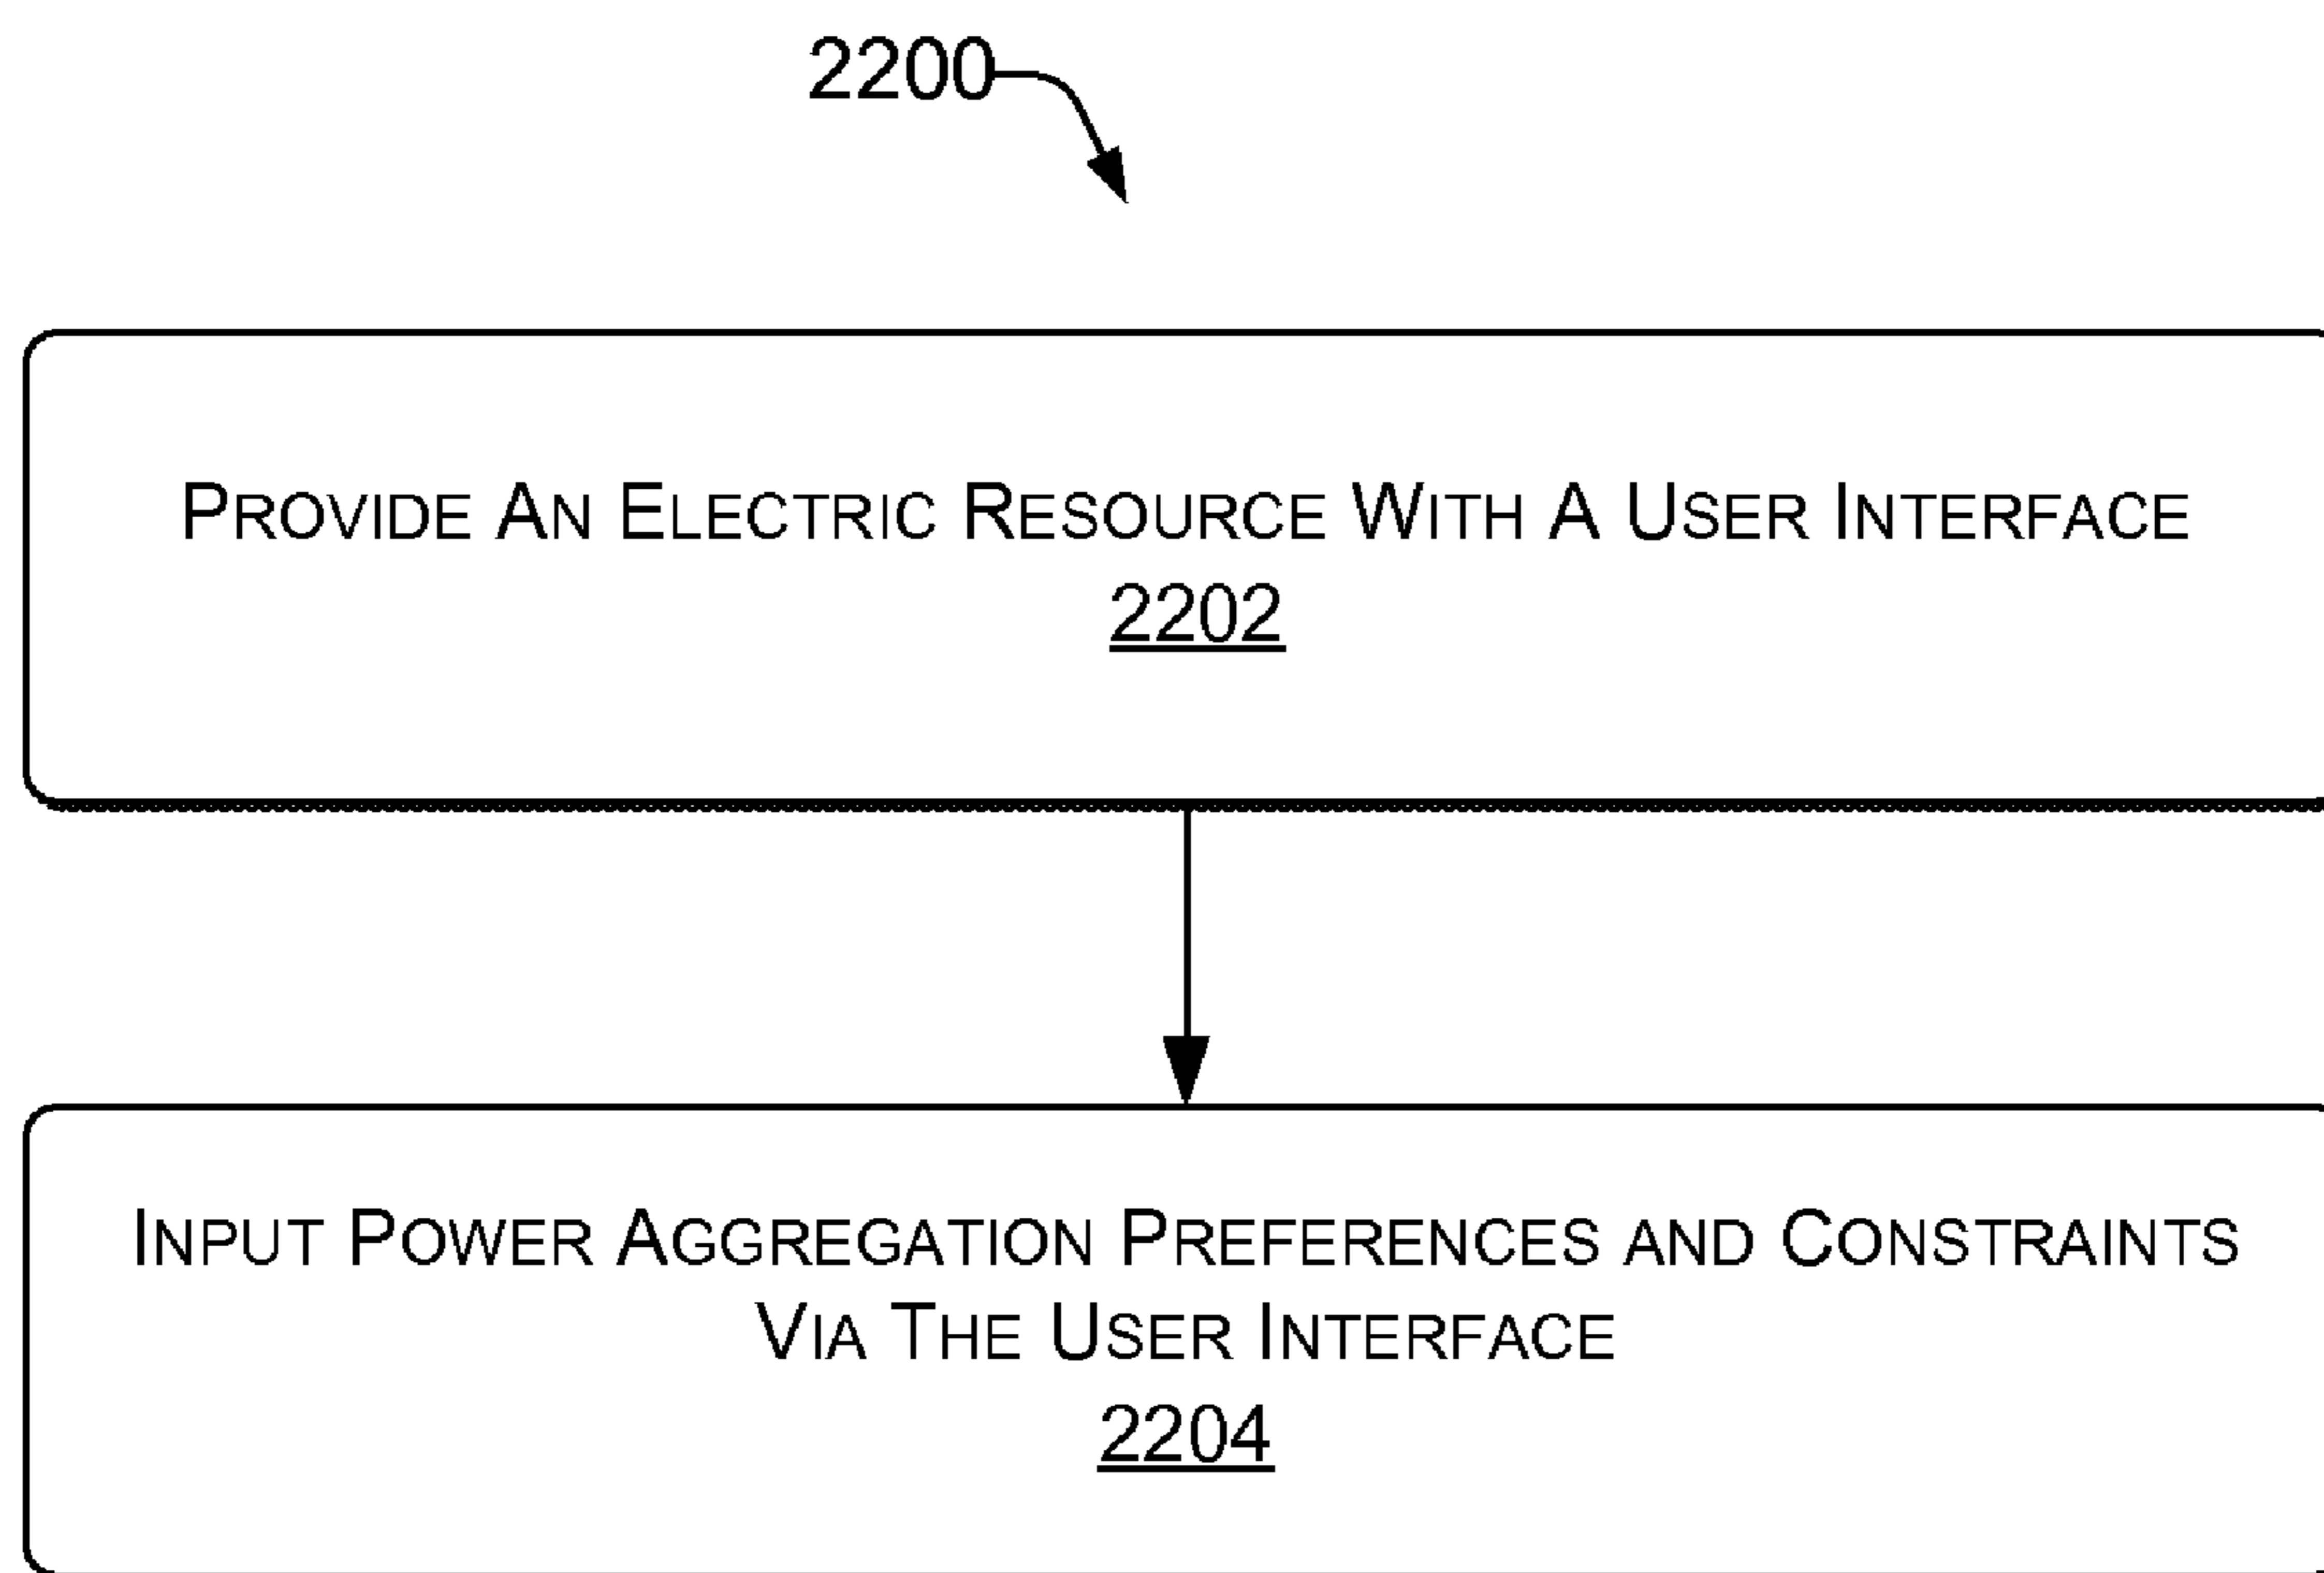 2200
PROVIDE AN ELECTRIC RESOURCE WITH A USER INTERFACE
2202
INPUT POWER AGGREGATION PREFERENCES AND CONSTRAINTS
VIA THE USER INTERFACE
2204